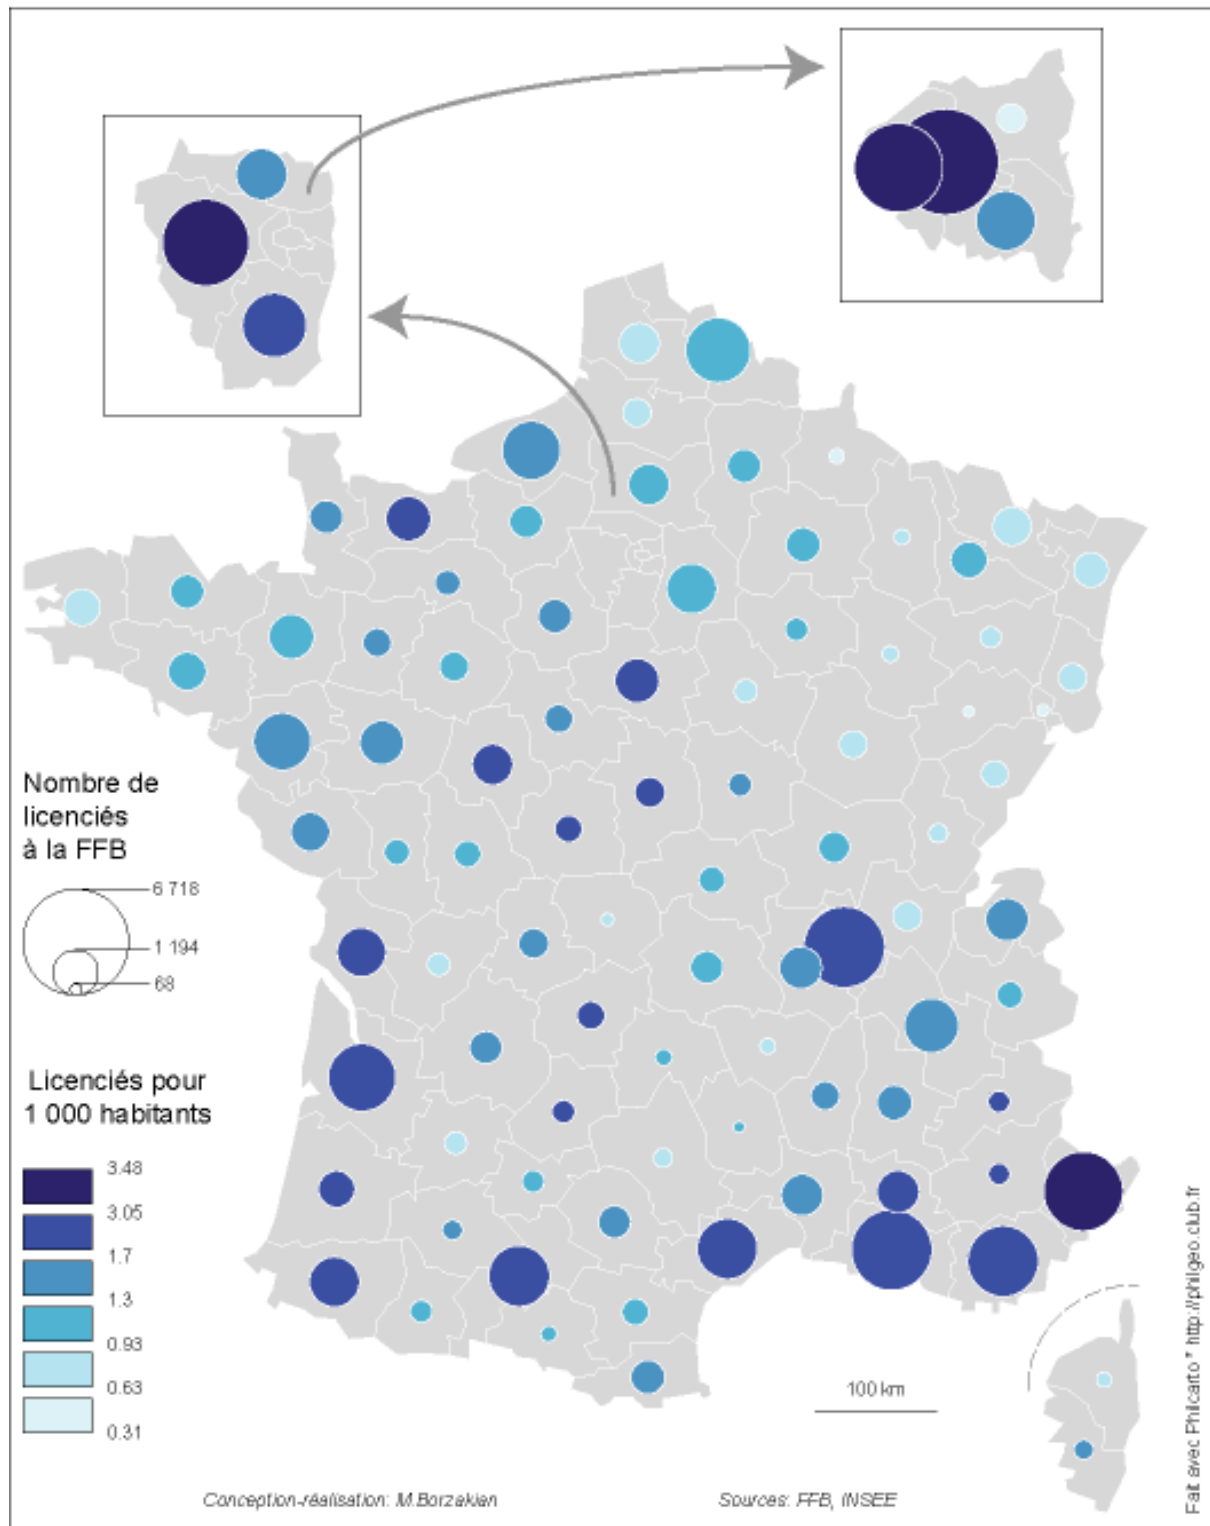 Nombre de
licenciés
à la FFB
6 718
1 194
68
Licenciés pour
1 000 habitants
3.48
3.05
1.7
1.3
0.93
0.63
0.31
100 km
Conception-réalisation: M.Borzakian
Sources: FFB, INSEE
Fait avec Philcarto * http://philgeo.club.fr